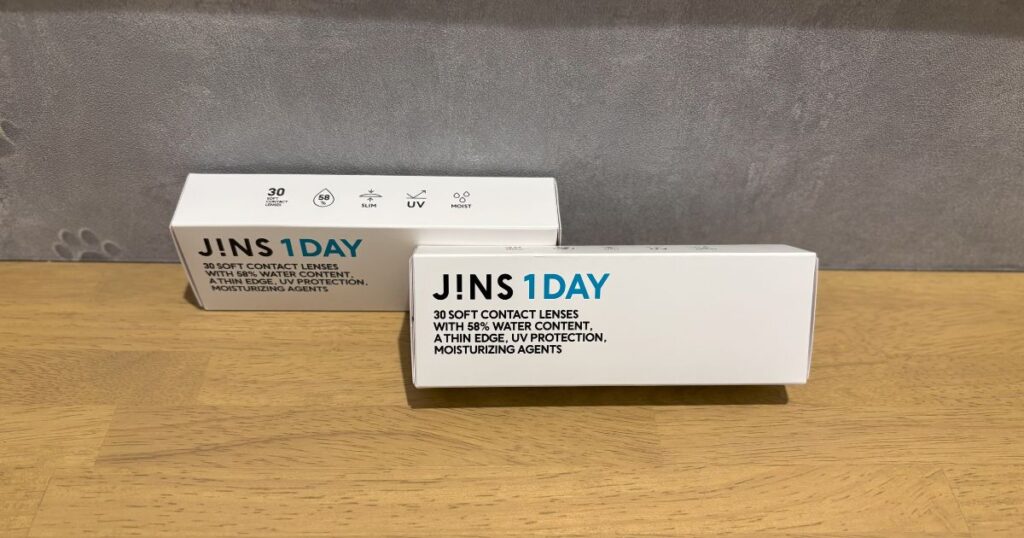 30
SOFT
CONTACT
LENSES
58
%
SLIM
UV
MOIST
J!NS 1DAY
30 SOFT CONTACT LENSES
WITH 58% WATER CONTENT,
A THIN EDGE, UV PROTECTION,
MOISTURIZING AGENTS
J!NS 1DAY
30 SOFT CONTACT LENSES
WITH 58% WATER CONTENT,
A THIN EDGE, UV PROTECTION,
MOISTURIZING AGENTS